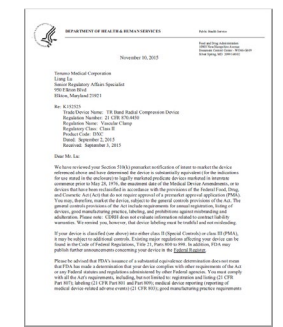 DEPARTMENT OF HEALTH & HUMAN SERVICES
Public Health Service
Food and Drug Administration
10903 New Hampshire Avenue
Document Control Center - WO66-G609
Silver Spring, MD 20993-0002
November 10, 2015
Terumo Medical Corporation
Liang Lu
Senior Regulatory Affairs Specialist
950 Elkton Blvd
Elkton, Maryland 21921
Re: K152525
Trade/Device Name: TR Band Radial Compression Device
Regulation Number: 21 CFR 870.4450
Regulation Name: Vascular Clamp
Regulatory Class: Class II
Product Code: DXC
Dated: September 2, 2015
Received: September 3, 2015
Dear Mr. Lu:
We have reviewed your Section 510(k) premarket notification of intent to market the device
referenced above and have determined the device is substantially equivalent (for the indications
for use stated in the enclosure) to legally marketed predicate devices marketed in interstate
commerce prior to May 28, 1976, the enactment date of the Medical Device Amendments, or to
devices that have been reclassified in accordance with the provisions of the Federal Food, Drug,
and Cosmetic Act (Act) that do not require approval of a premarket approval application (PMA).
You may, therefore, market the device, subject to the general controls provisions of the Act. The
general controls provisions of the Act include requirements for annual registration, listing of
devices, good manufacturing practice, labeling, and prohibitions against misbranding and
adulteration. Please note: CDRH does not evaluate information related to contract liability
warranties. We remind you, however, that device labeling must be truthful and not misleading.
If your device is classified (see above) into either class II (Special Controls) or class III (PMA),
it may be subject to additional controls. Existing major regulations affecting your device can be
found in the Code of Federal Regulations, Title 21, Parts 800 to 898. In addition, FDA may
publish further announcements concerning your device in the Federal Register.
Please be advised that FDA's issuance of a substantial equivalence determination does not mean
that FDA has made a determination that your device complies with other requirements of the Act
or any Federal statutes and regulations administered by other Federal agencies. You must comply
with all the Act's requirements, including, but not limited to: registration and listing (21 CFR
Part 807); labeling (21 CFR Part 801 and Part 809); medical device reporting (reporting of
medical device-related adverse events) (21 CFR 803); good manufacturing practice requirements